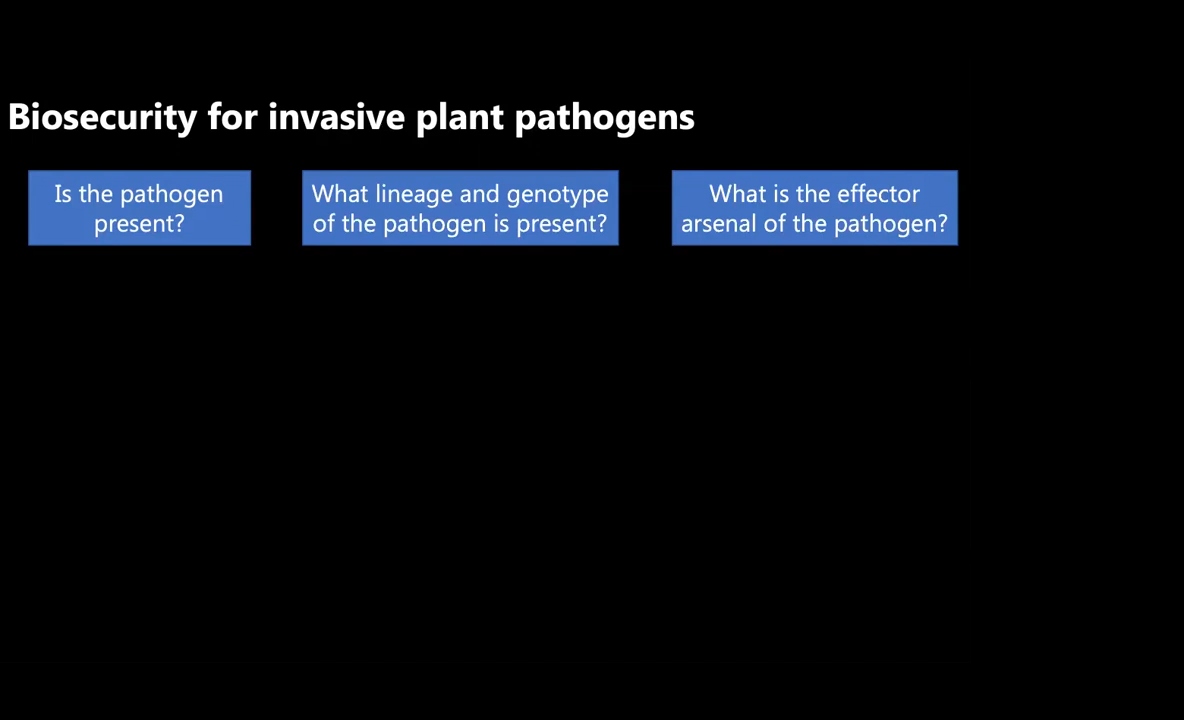 Biosecurity for invasive plant pathogens
Is the pathogen
present?
What lineage and genotype
of the pathogen is present?
What is the effector
arsenal of the pathogen?